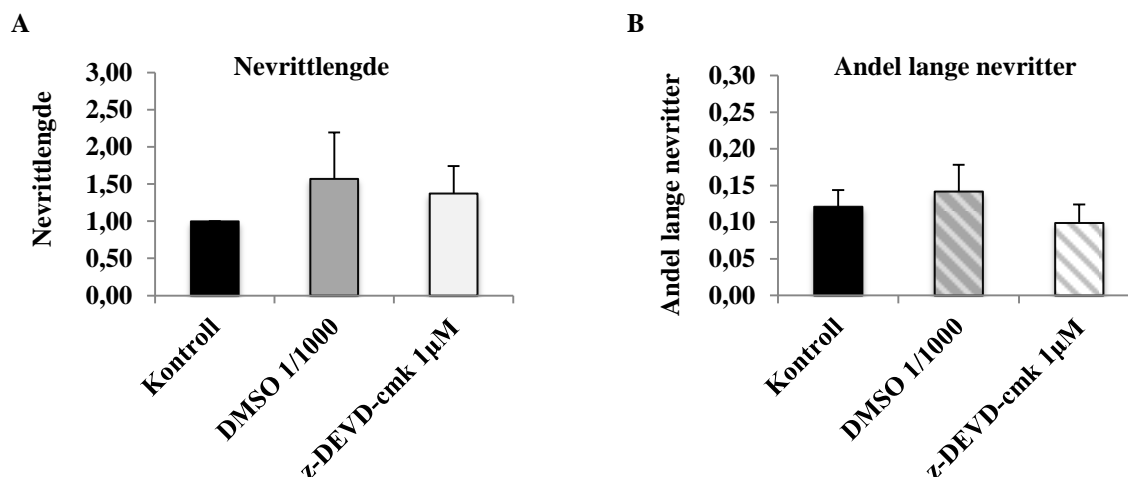 A
Nevrittlengde
Nevrittlengde
3,00
2,50
2,00
1,50
1,00
0,50
0,00
Kontroll
DMSO 1/1000
z-DEVD-cmk 1µM
B
Andel lange nevritter
Andel lange nevritter
0,30
0,25
0,20
0,15
0,10
0,05
0,00
Kontroll
DMSO 1/1000
z-DEVD-cmk 1µM